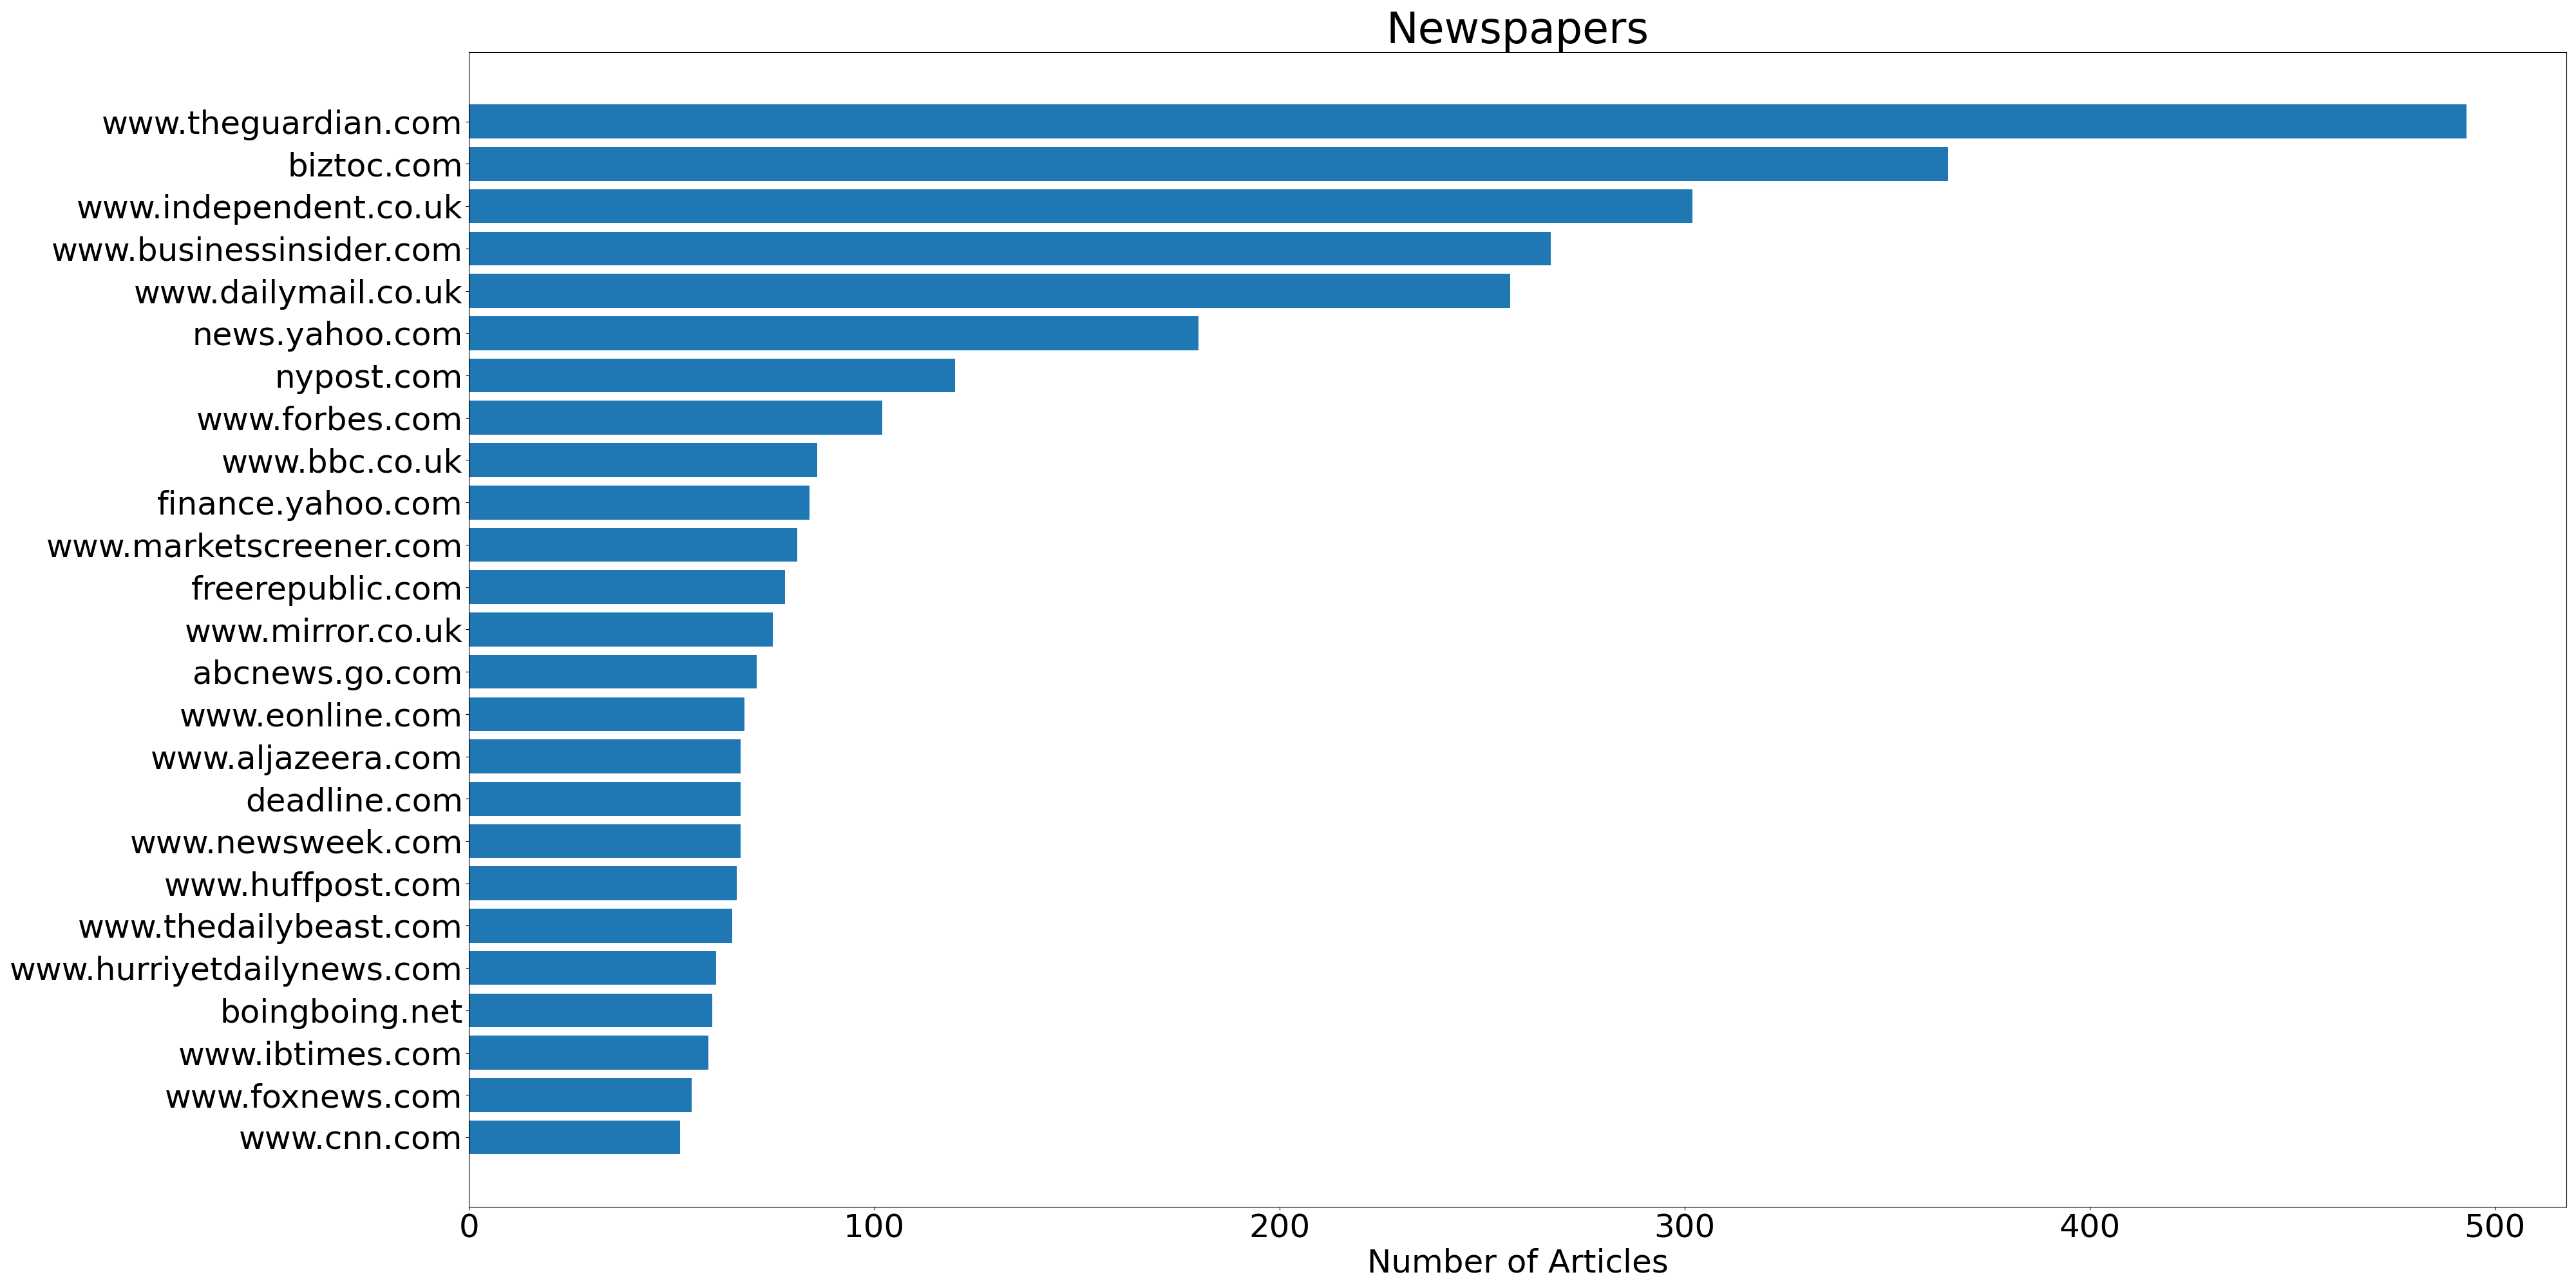 Newspapers
www.theguardian.com
biztoc.com
www.independent.co.uk
www.businessinsider.com
www.dailymail.co.uk
news.yahoo.com
nypost.com
www.forbes.com
www.bbc.co.uk
finance.yahoo.com
www.marketscreener.com
freerepublic.com
www.mirror.co.uk
abcnews.go.com
www.eonline.com
www.aljazeera.com
deadline.com
www.newsweek.com
www.huffpost.com
www.thedailybeast.com
www.hurriyetdailynews.com
boingboing.net
www.ibtimes.com
www.foxnews.com
www.cnn.com
0 100 200 300 400 500
Number of Articles